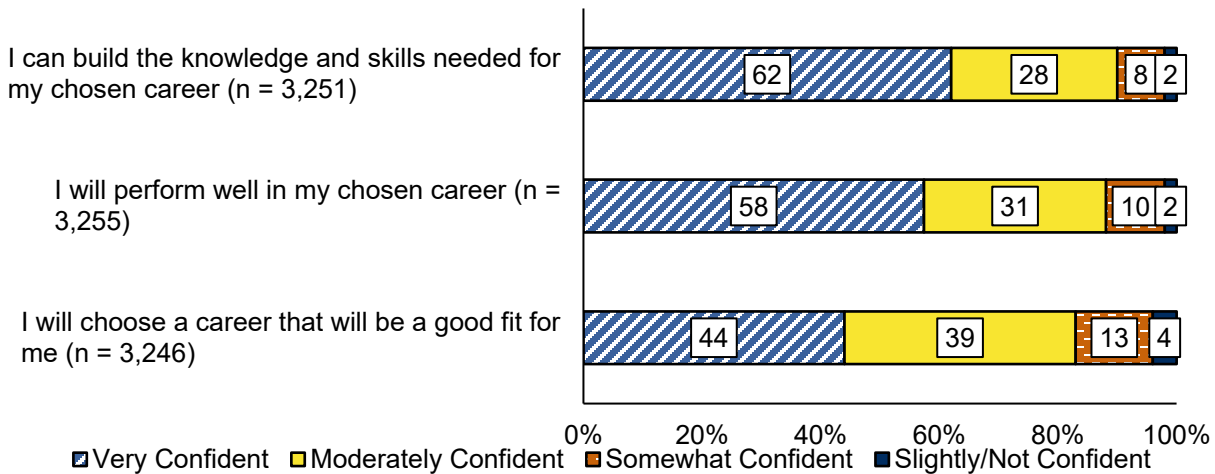 I can build the knowledge and skills needed for
my chosen career (n = 3,251)
62 28 8 2
I will perform well in my chosen career (n =
3,255)
58 31 10 2
I will choose a career that will be a good fit for
me (n = 3,246)
44 39 13 4
0% 20% 40% 60% 80% 100%
Very Confident Moderately Confident Somewhat Confident Slightly/Not Confident